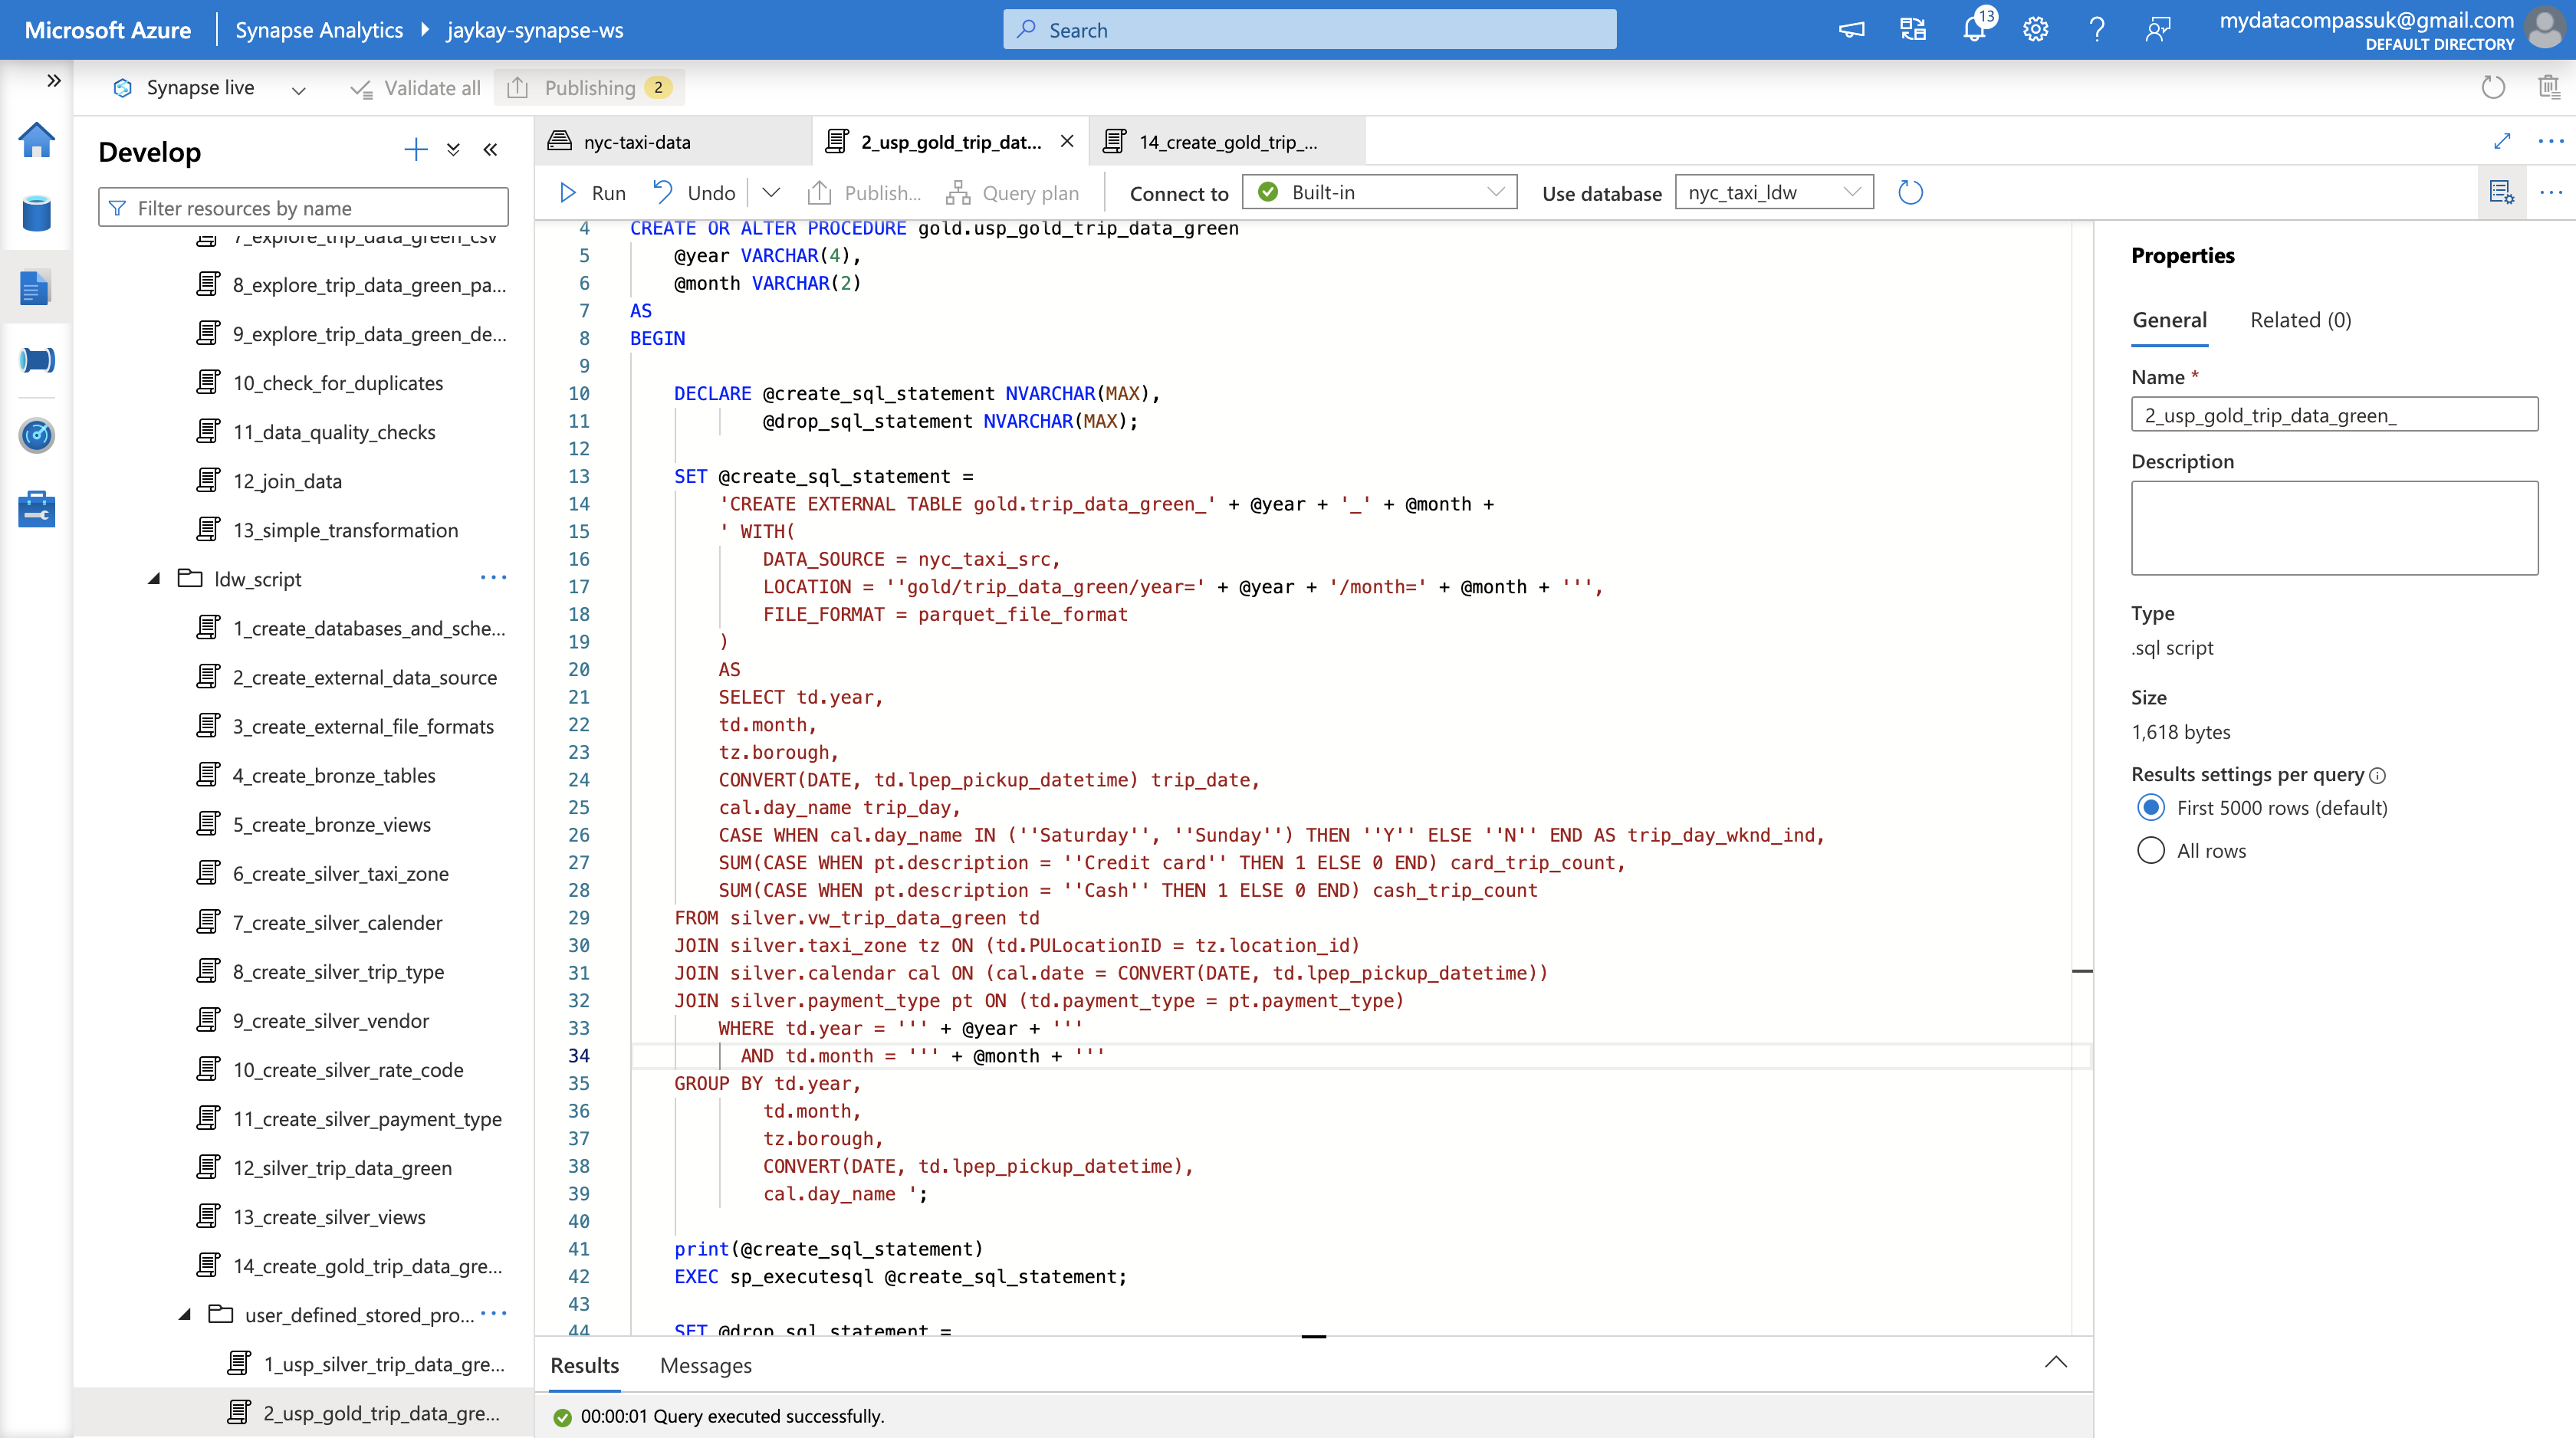 Microsoft Azure
Synapse Analytics
jaykay-synapse-ws
Search
13
mydatacompassuk@gmail.com
DEFAULT DIRECTORY
Synapse live
Validate all
Publishing 2
Develop
Filter resources by name
7_explore_trip_data_green_csv
8_explore_trip_data_green_pa...
9_explore_trip_data_green_de...
10_check_for_duplicates
11_data_quality_checks
12_join_data
13_simple_transformation
ldw_script
1_create_databases_and_sche...
2_create_external_data_source
3_create_external_file_formats
4_create_bronze_tables
5_create_bronze_views
6_create_silver_taxi_zone
7_create_silver_calender
8_create_silver_trip_type
9_create_silver_vendor
10_create_silver_rate_code
11_create_silver_payment_type
12_silver_trip_data_green
13_create_silver_views
14_create_gold_trip_data_gre...
user_defined_stored_pro...
1_usp_silver_trip_data_gre...
2_usp_gold_trip_data_gre...
nyc-taxi-data
2_usp_gold_trip_dat...
14_create_gold_trip_...
Run
Undo
Publish...
Query plan
Connect to
Built-in
Use database
nyc_taxi_ldw
4 CREATE OR ALTER PROCEDURE gold.usp_gold_trip_data_green
5 @year VARCHAR(4),
6 @month VARCHAR(2)
7 AS
8 BEGIN
9
10 DECLARE @create_sql_statement NVARCHAR(MAX),
11 @drop_sql_statement NVARCHAR(MAX);
12
13 SET @create_sql_statement =
14 'CREATE EXTERNAL TABLE gold.trip_data_green_' + @year + '_' + @month +
15 ' WITH(
16 DATA_SOURCE = nyc_taxi_src,
17 LOCATION = ''gold/trip_data_green/year=' + @year + '/month=' + @month + ''',
18 FILE_FORMAT = parquet_file_format
19 )
20 AS
21 SELECT td.year,
22 td.month,
23 tz.borough,
24 CONVERT(DATE, td.lpep_pickup_datetime) trip_date,
25 cal.day_name trip_day,
26 CASE WHEN cal.day_name IN (''Saturday'', ''Sunday'') THEN ''Y'' ELSE ''N'' END AS trip_day_wknd_ind,
27 SUM(CASE WHEN pt.description = ''Credit card'' THEN 1 ELSE 0 END) card_trip_count,
28 SUM(CASE WHEN pt.description = ''Cash'' THEN 1 ELSE 0 END) cash_trip_count
29 FROM silver.vw_trip_data_green td
30 JOIN silver.taxi_zone tz ON (td.PULocationID = tz.location_id)
31 JOIN silver.calendar cal ON (cal.date = CONVERT(DATE, td.lpep_pickup_datetime))
32 JOIN silver.payment_type pt ON (td.payment_type = pt.payment_type)
33 WHERE td.year = ''' + @year + '''
34 AND td.month = ''' + @month + '''
35 GROUP BY td.year,
36 td.month,
37 tz.borough,
38 CONVERT(DATE, td.lpep_pickup_datetime),
39 cal.day_name ';
40
41 print(@create_sql_statement)
42 EXEC sp_executesql @create_sql_statement;
43
44 SET @drop_sql_statement =
Results
Messages
00:00:01 Query executed successfully.
Properties
General
Related (0)
Name *
2_usp_gold_trip_data_green_
Description
Type
.sql script
Size
1,618 bytes
Results settings per query
First 5000 rows (default)
All rows